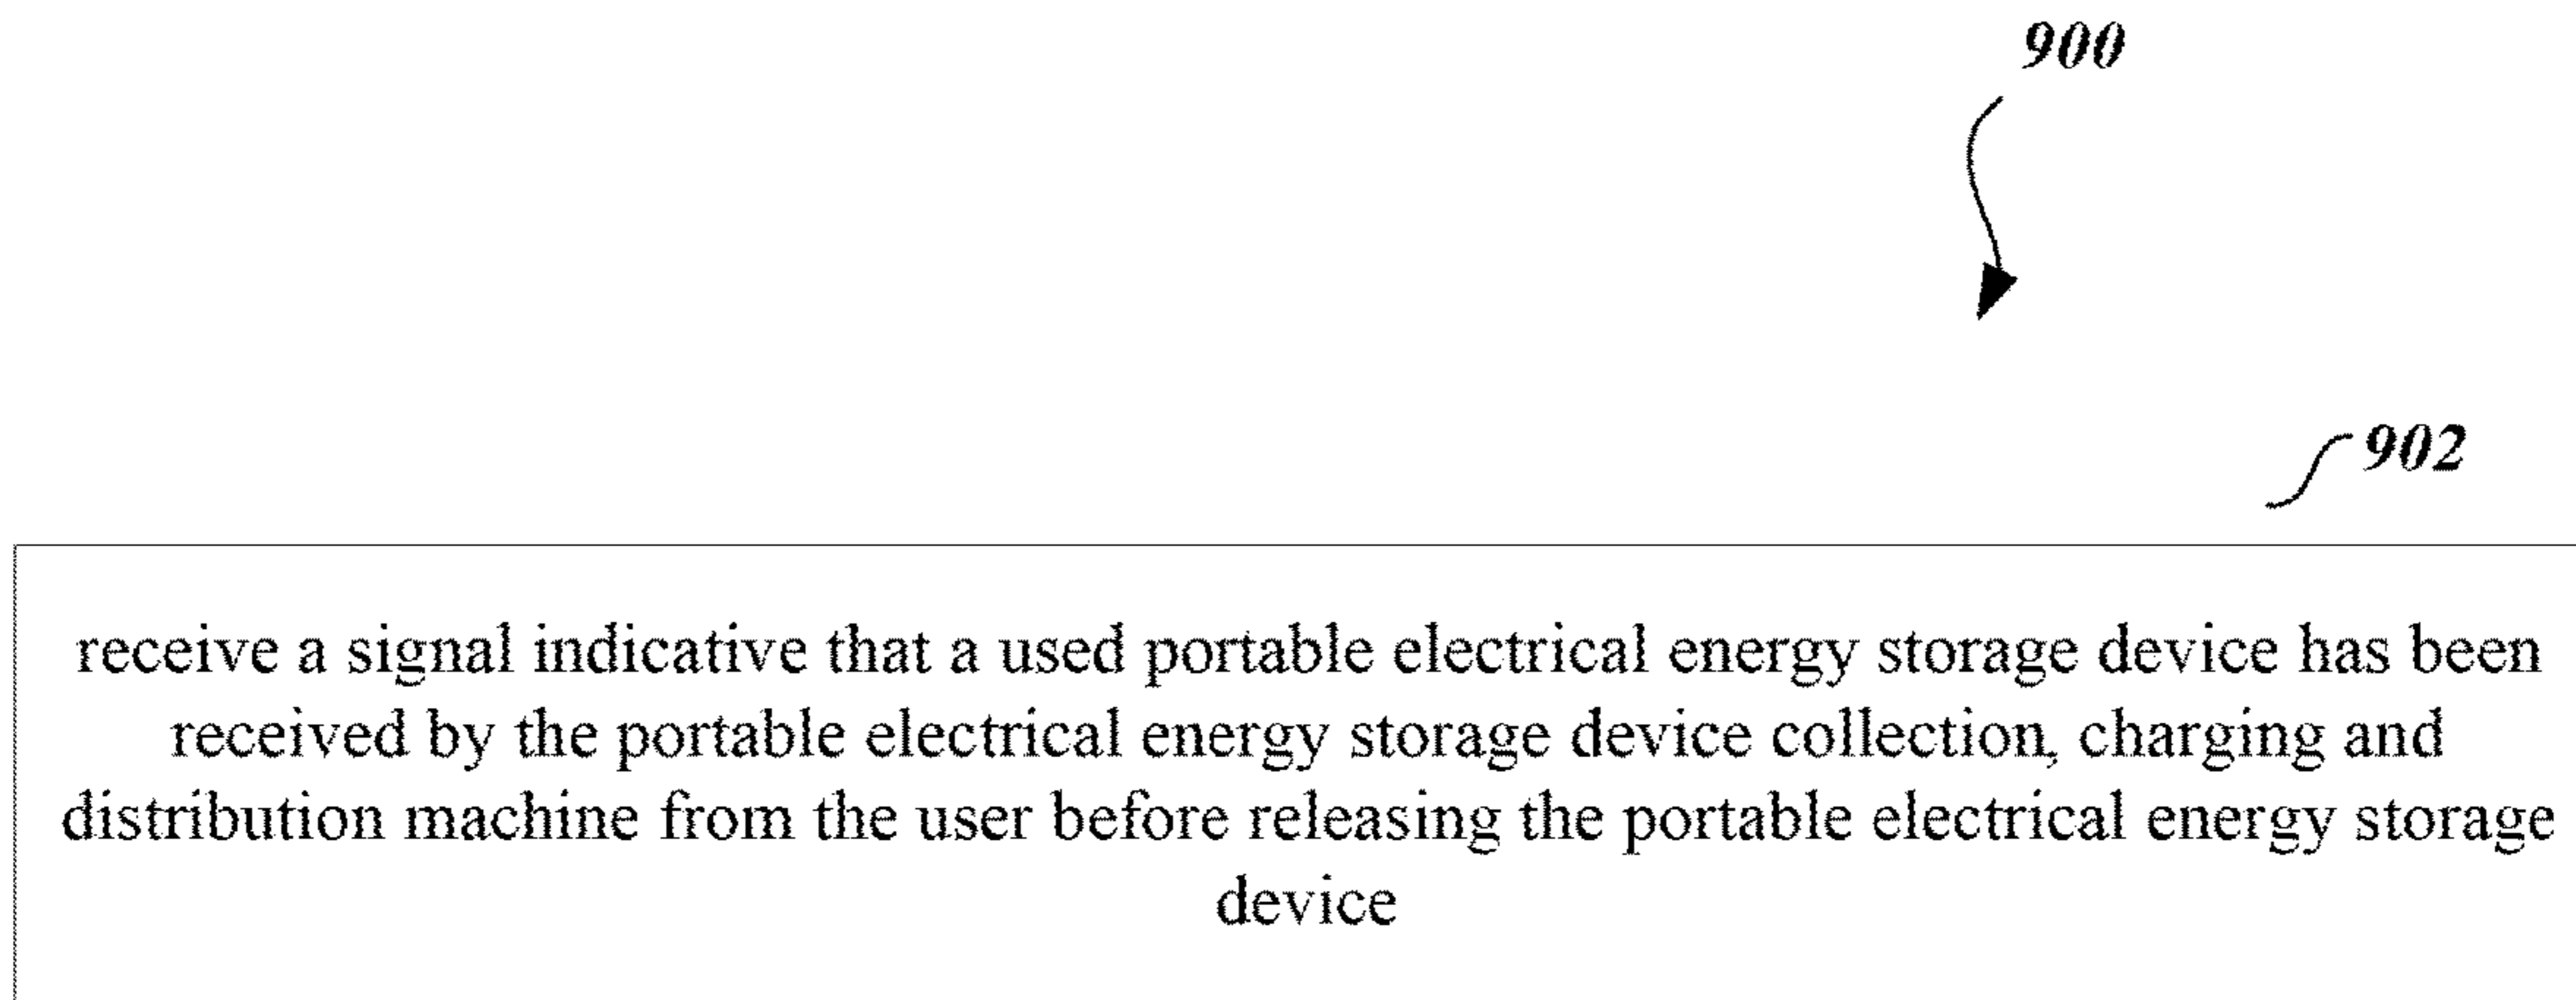 900
902
receive a signal indicative that a used portable electrical energy storage device has been
received by the portable electrical energy storage device collection, charging and
distribution machine from the user before releasing the portable electrical energy storage
device